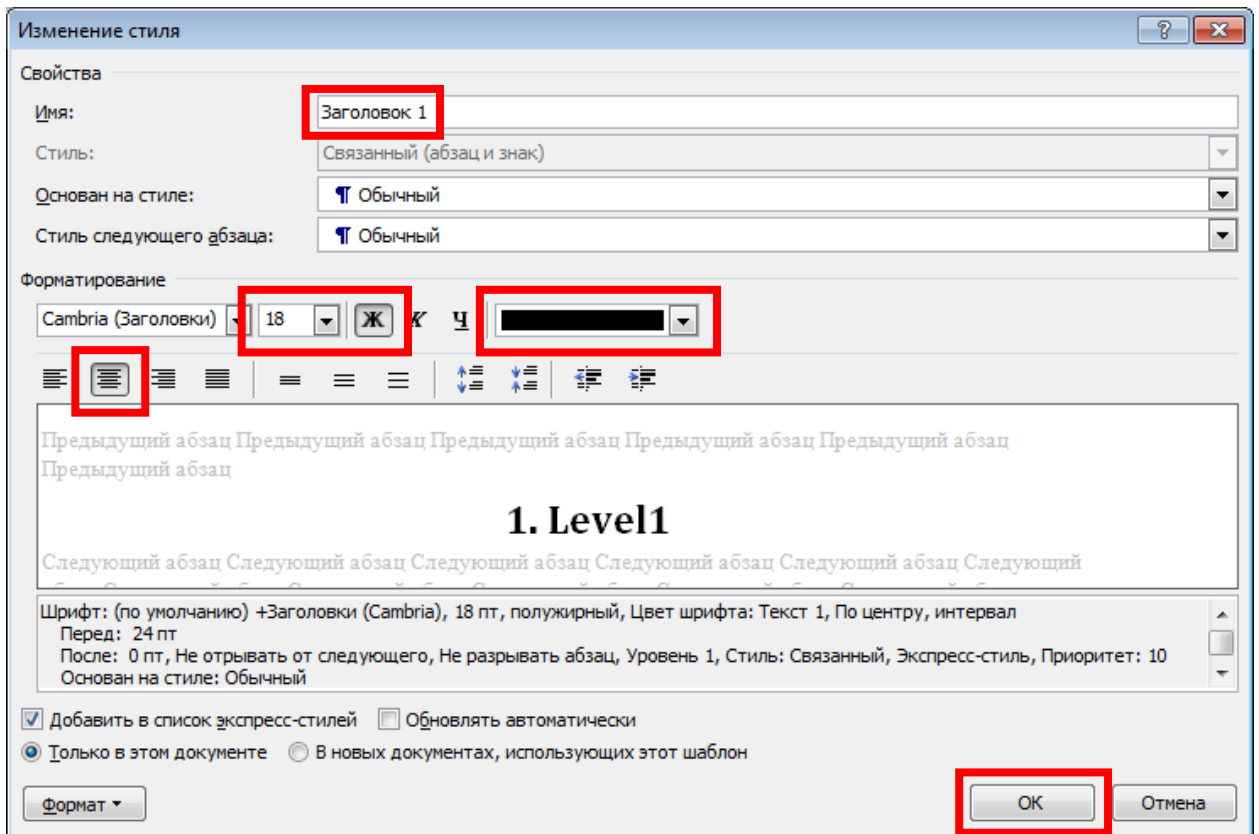 Изменение стиля
Свойства
Имя: Заголовок 1
Стиль: Связанный (абзац и знак)
Основан на стиле: ¶ Обычный
Стиль следующего абзаца: ¶ Обычный
Форматирование
Cambria (Заголовки) 18 Ж К Ч
Предыдущий абзац Предыдущий абзац Предыдущий абзац Предыдущий абзац Предыдущий абзац
Предыдущий абзац
1. Level1
Следующий абзац Следующий абзац Следующий абзац Следующий абзац Следующий абзац Следующий
Шрифт: (по умолчанию) +Заголовки (Cambria), 18 пт, полужирный, Цвет шрифта: Текст 1, По центру, интервал
Перед: 24 пт
После: 0 пт, Не отрывать от следующего, Не разрывать абзац, Уровень 1, Стиль: Связанный, Экспресс-стиль, Приоритет: 10
Основан на стиле: Обычный
Добавить в список экспресс-стилей Обновлять автоматически
Только в этом документе В новых документах, использующих этот шаблон
Формат ОК Отмена